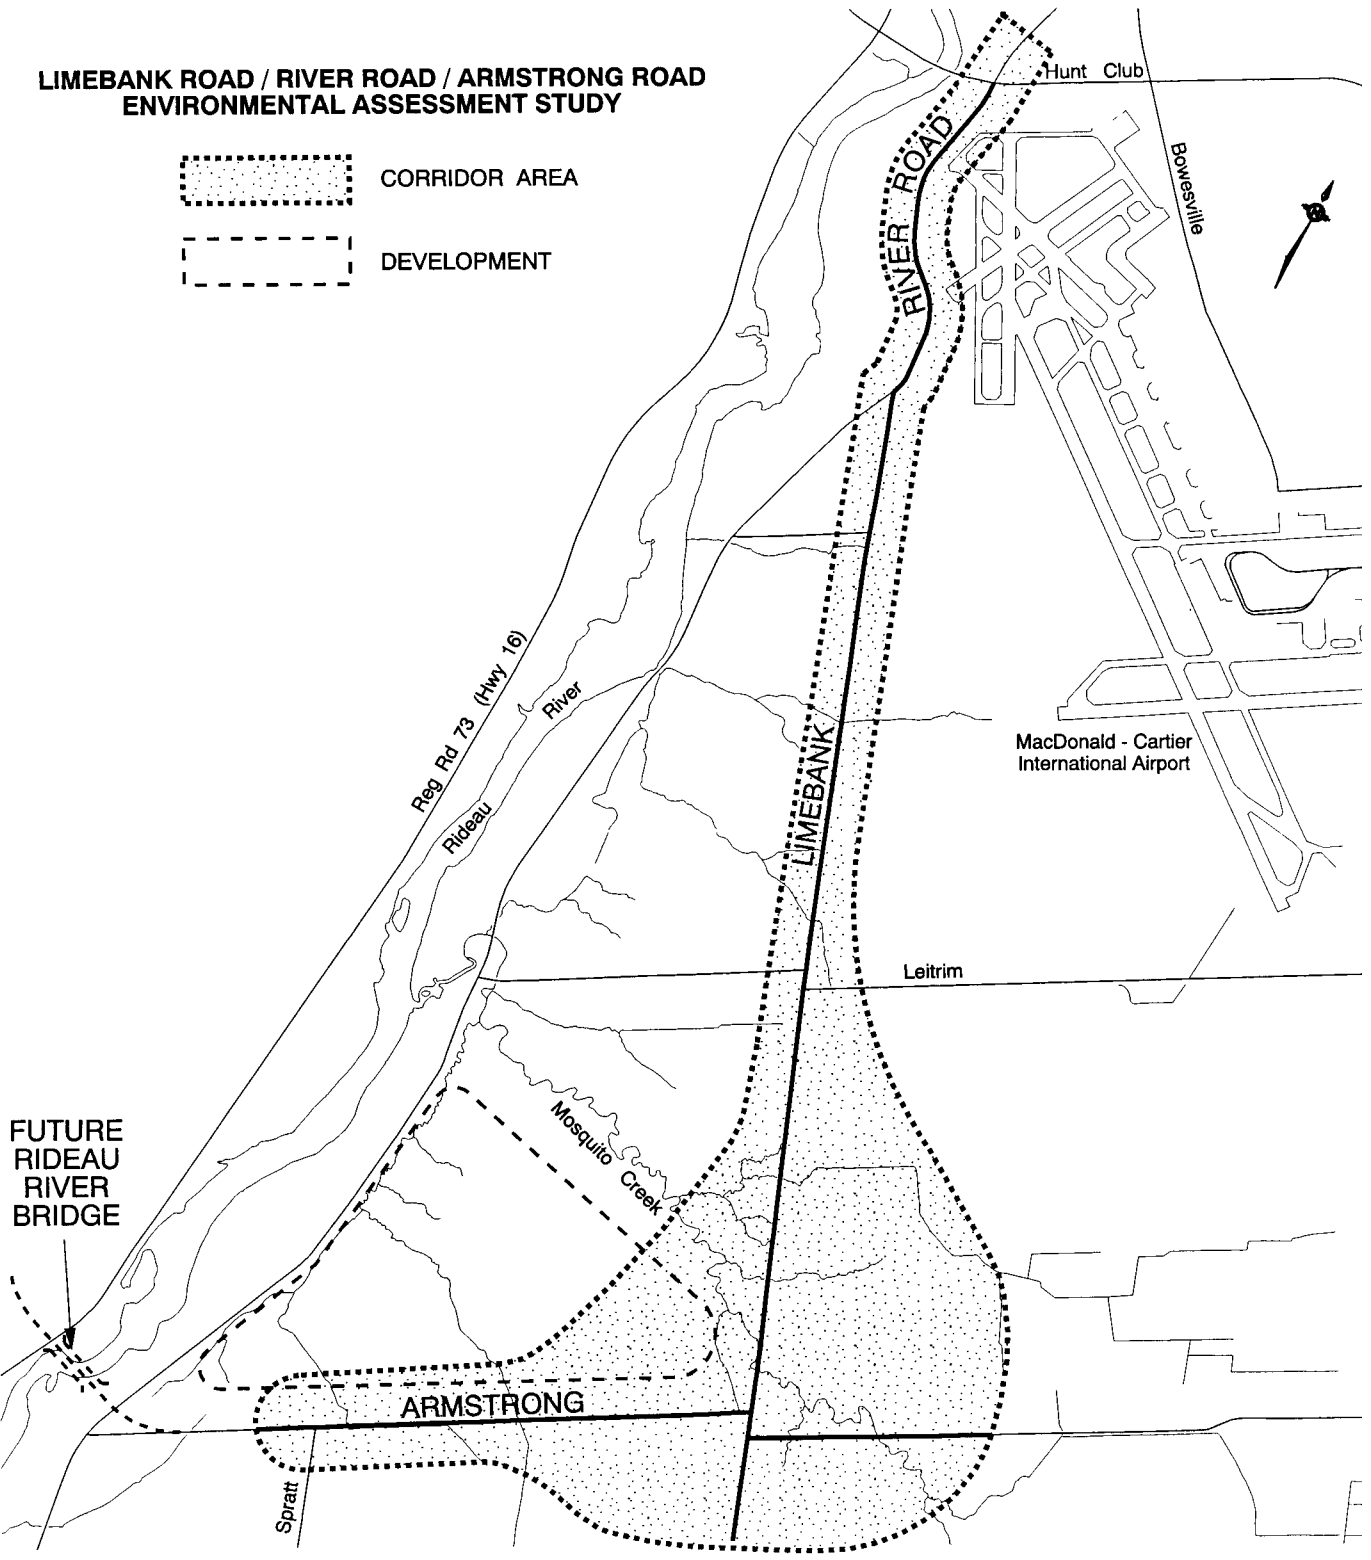 LIMEBANK ROAD / RIVER ROAD / ARMSTRONG ROAD
ENVIRONMENTAL ASSESSMENT STUDY
CORRIDOR AREA
DEVELOPMENT
Hunt Club
Bowesville
RIVER ROAD
Reg Rd 73 (Hwy 16)
Rideau River
LIMEBANK
MacDonald - Cartier
International Airport
Leitrim
Mosquito Creek
FUTURE
RIDEAU
RIVER
BRIDGE
ARMSTRONG
Spratt